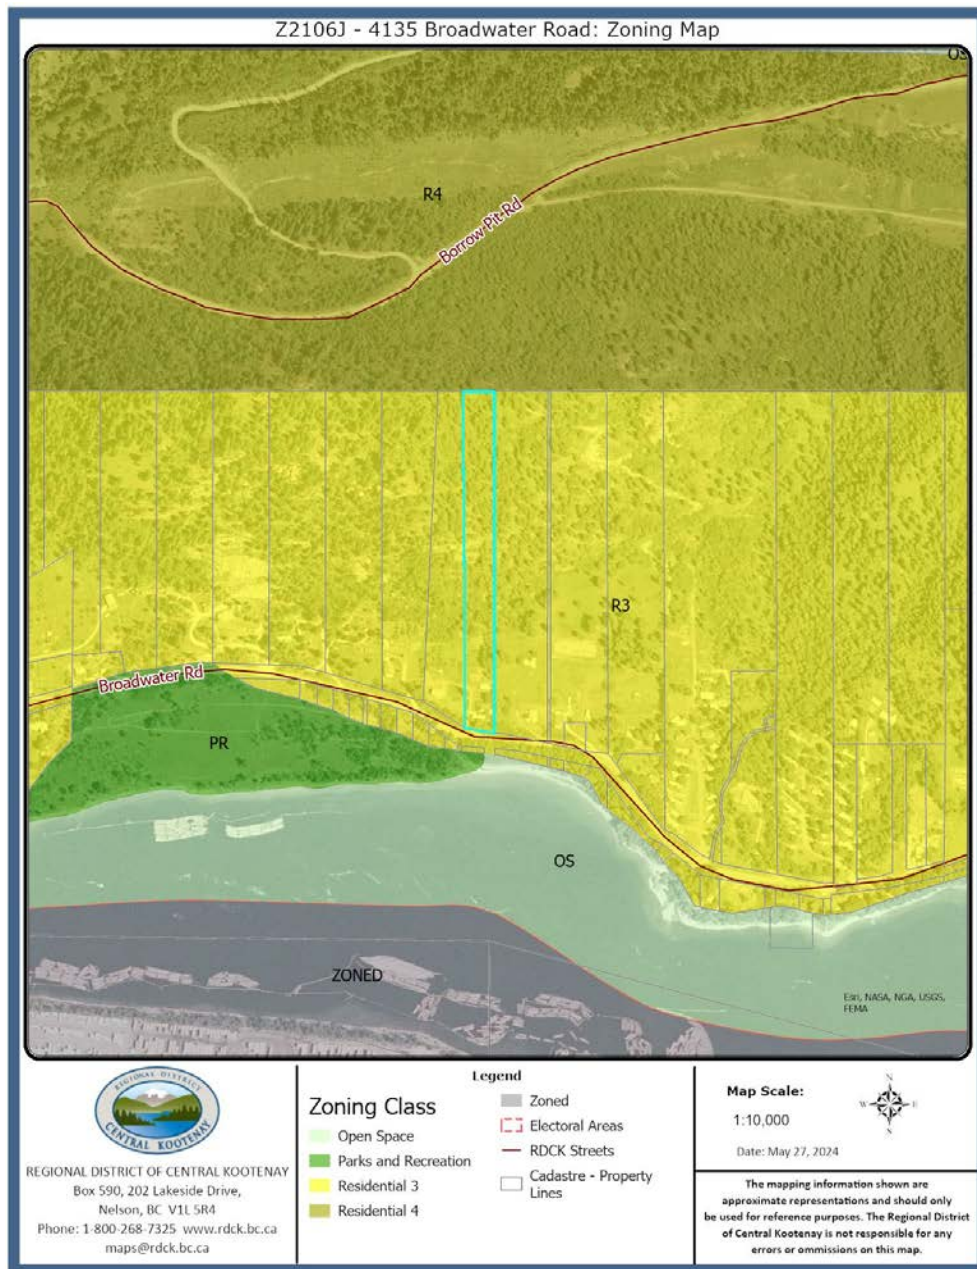 Z2106J - 4135 Broadwater Road: Zoning Map
OS
R4
Borrow Pit Rd
R3
Broadwater Rd
PR
OS
ZONED
Esri, NASA, NGA, USGS,
FEMA
REGIONAL DISTRICT
CENTRAL KOOTENAY
REGIONAL DISTRICT OF CENTRAL KOOTENAY
Box 590, 202 Lakeside Drive,
Nelson, BC V1L 5R4
Phone: 1-800-268-7325 www.rdck.bc.ca
maps@rdck.bc.ca
Legend
Zoning Class
Open Space
Parks and Recreation
Residential 3
Residential 4
Zoned
Electoral Areas
RDCK Streets
Cadastre - Property
Lines
Map Scale:
1:10,000
Date: May 27, 2024
N
W
E
S
The mapping information shown are
approximate representations and should only
be used for reference purposes. The Regional District
of Central Kootenay is not responsible for any
errors or ommissions on this map.